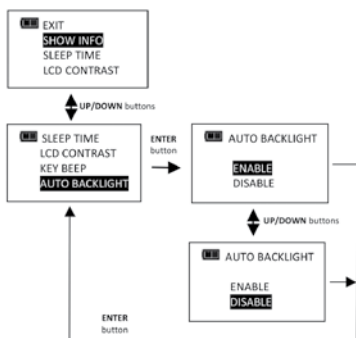 EXIT
SHOW INFO
SLEEP TIME
LCD CONTRAST
UP/DOWN buttons
SLEEP TIME
LCD CONTRAST
KEY BEEP
AUTO BACKLIGHT
ENTER
button
AUTO BACKLIGHT
ENABLE
DISABLE
UP/DOWN buttons
AUTO BACKLIGHT
ENABLE
DISABLE
ENTER
button